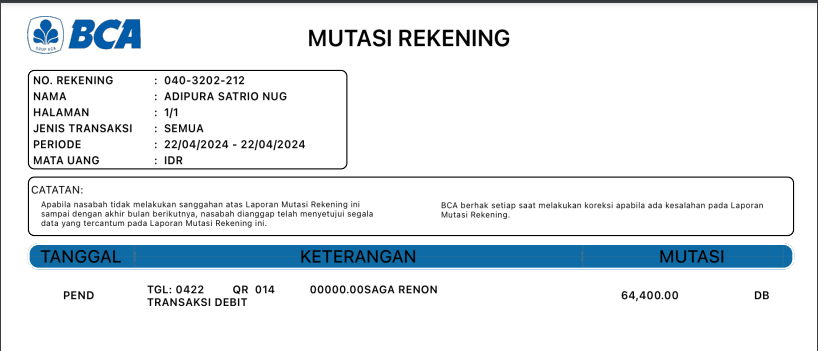 BCA
MUTASI REKENING
NO. REKENING : 040-3202-212
NAMA : ADIPURA SATRIO NUG
HALAMAN : 1/1
JENIS TRANSAKSI : SEMUA
PERIODE : 22/04/2024 - 22/04/2024
MATA UANG : IDR
CATATAN:
Apabila nasabah tidak melakukan sanggahan atas Laporan Mutasi Rekening ini
sampai dengan akhir bulan berikutnya, nasabah dianggap telah menyetujui segala
data yang tercantum pada Laporan Mutasi Rekening ini.
BCA berhak setiap saat melakukan koreksi apabila ada kesalahan pada Laporan
Mutasi Rekening.
TANGGAL KETERANGAN MUTASI
PEND TGL: 0422 QR 014 00000.00SAGA RENON 64,400.00 DB
TRANSAKSI DEBIT